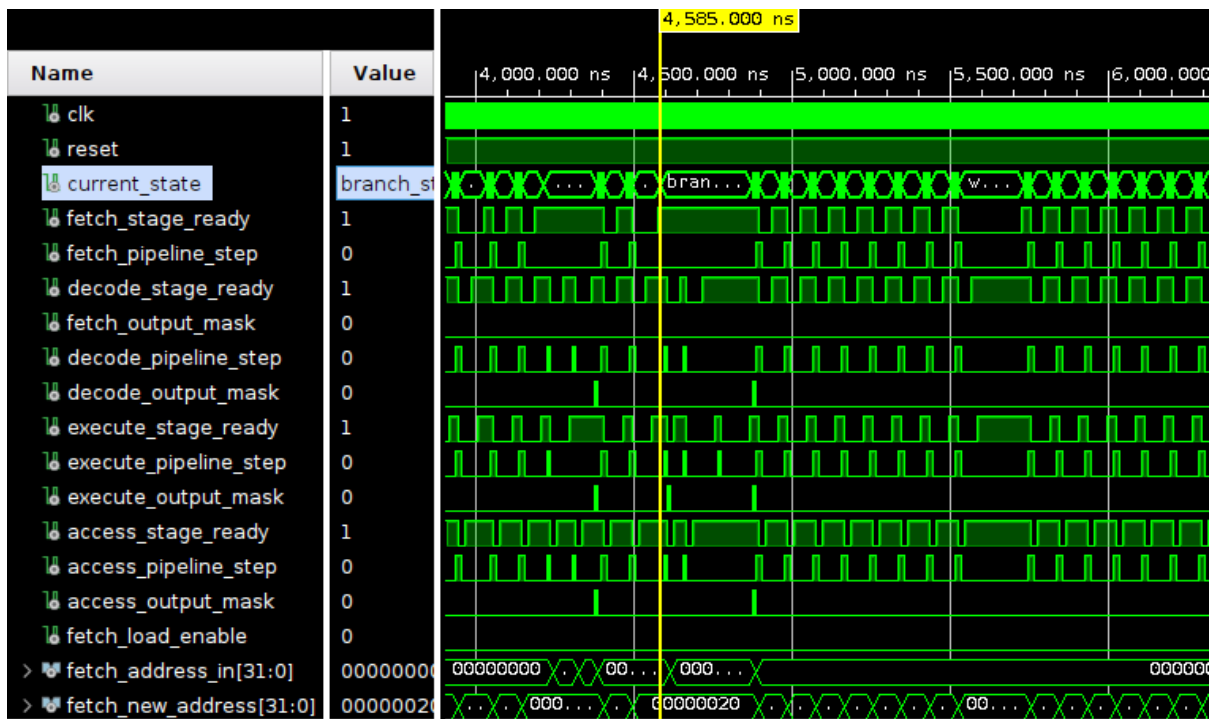 4,585.000 ns
Name Value
4,000.000 ns 4,500.000 ns 5,000.000 ns 5,500.000 ns 6,000.000
clk 1
reset 1
current_state branch_st . ... bran... w...
fetch_stage_ready 1
fetch_pipeline_step 0
decode_stage_ready 1
fetch_output_mask 0
decode_pipeline_step 0
decode_output_mask 0
execute_stage_ready 1
execute_pipeline_step 0
execute_output_mask 0
access_stage_ready 1
access_pipeline_step 0
access_output_mask 0
fetch_load_enable 0
> fetch_address_in[31:0] 00000000 00000000 . 00... 000... 000000
> fetch_new_address[31:0] 00000020 . . 000... . 00000020 . . . . 00... . . .